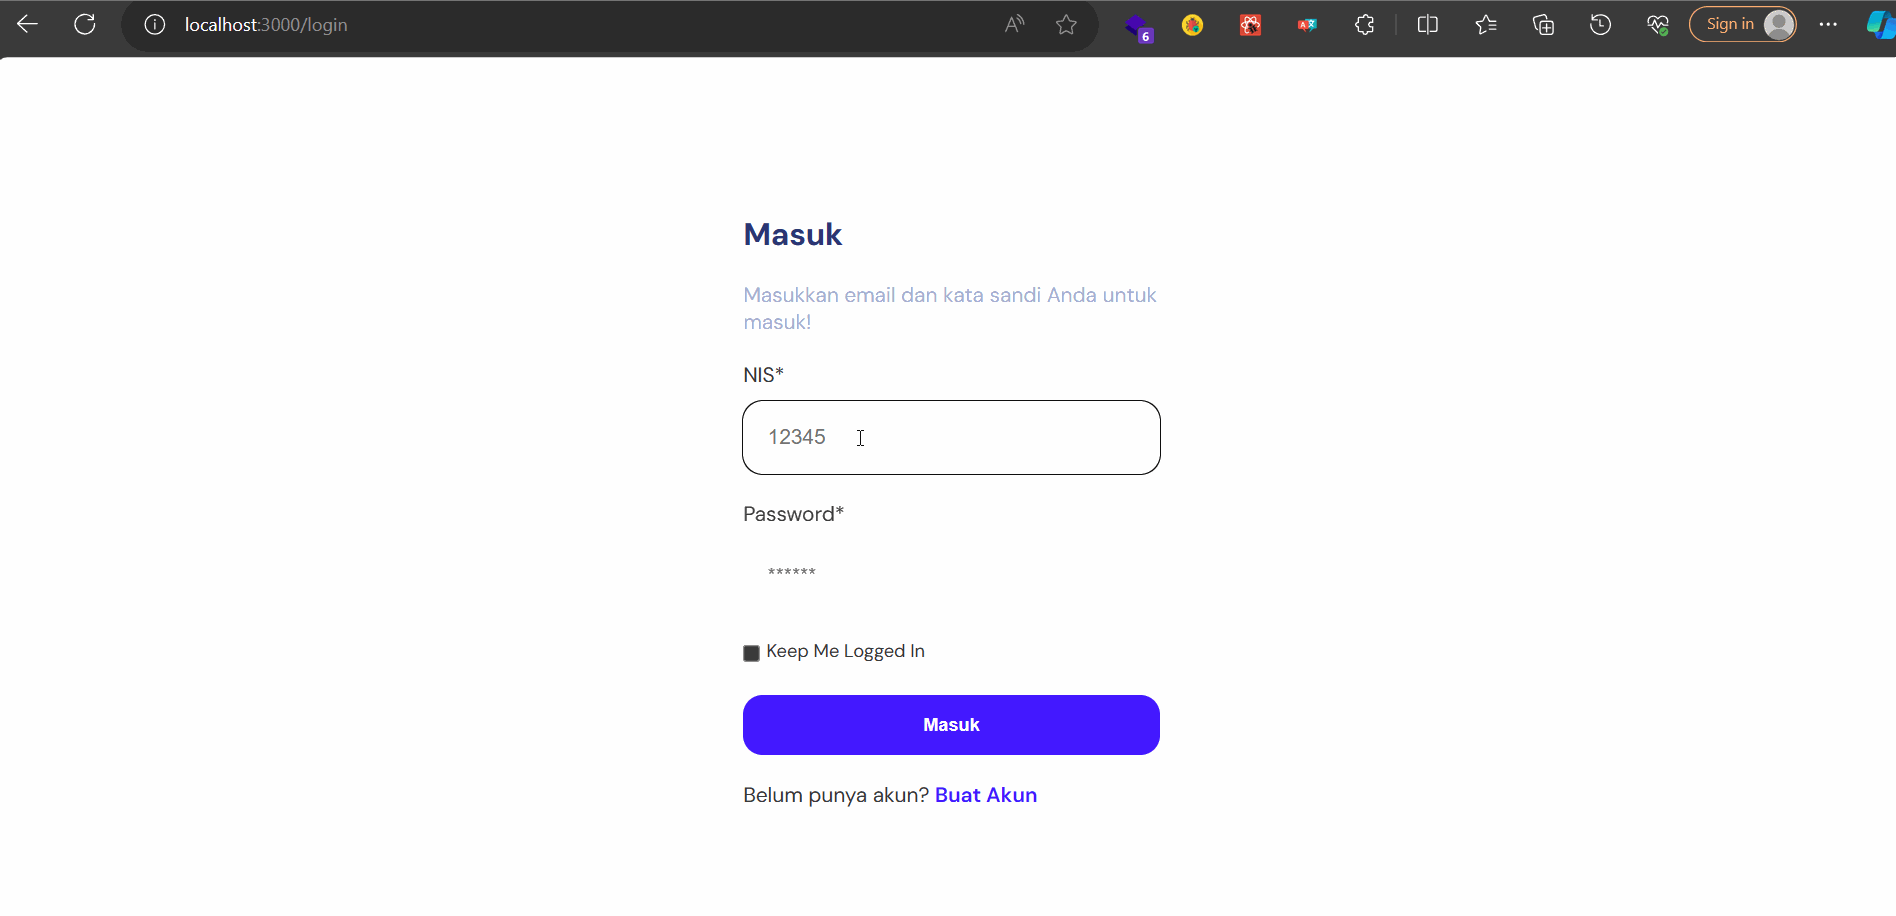 localhost:3000/login
6
Sign in
Masuk
Masukkan email dan kata sandi Anda untuk
masuk!
NIS*
12345
Password*
******
Keep Me Logged In
Masuk
Belum punya akun? Buat Akun